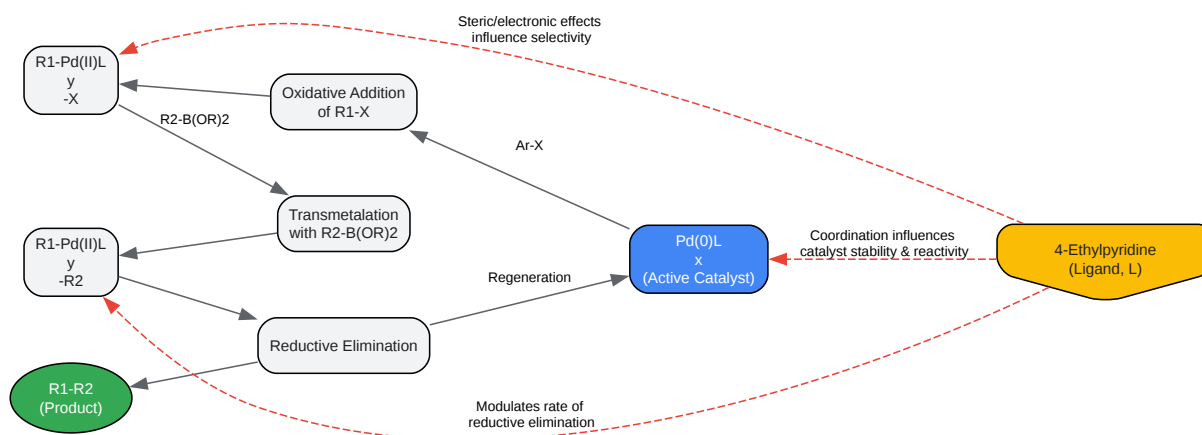 Steric/electronic effects
influence selectivity
R1-Pd(II)L
y
-X
Oxidative Addition
of R1-X
R2-B(OR)2
Ar-X
Transmetalation
with R2-B(OR)2
R1-Pd(II)L
y
-R2
Pd(0)L
x
(Active Catalyst)
Coordination influences
catalyst stability & reactivity
4-Ethylpyridine
(Ligand, L)
Regeneration
Reductive Elimination
R1-R2
(Product)
Modulates rate of
reductive elimination